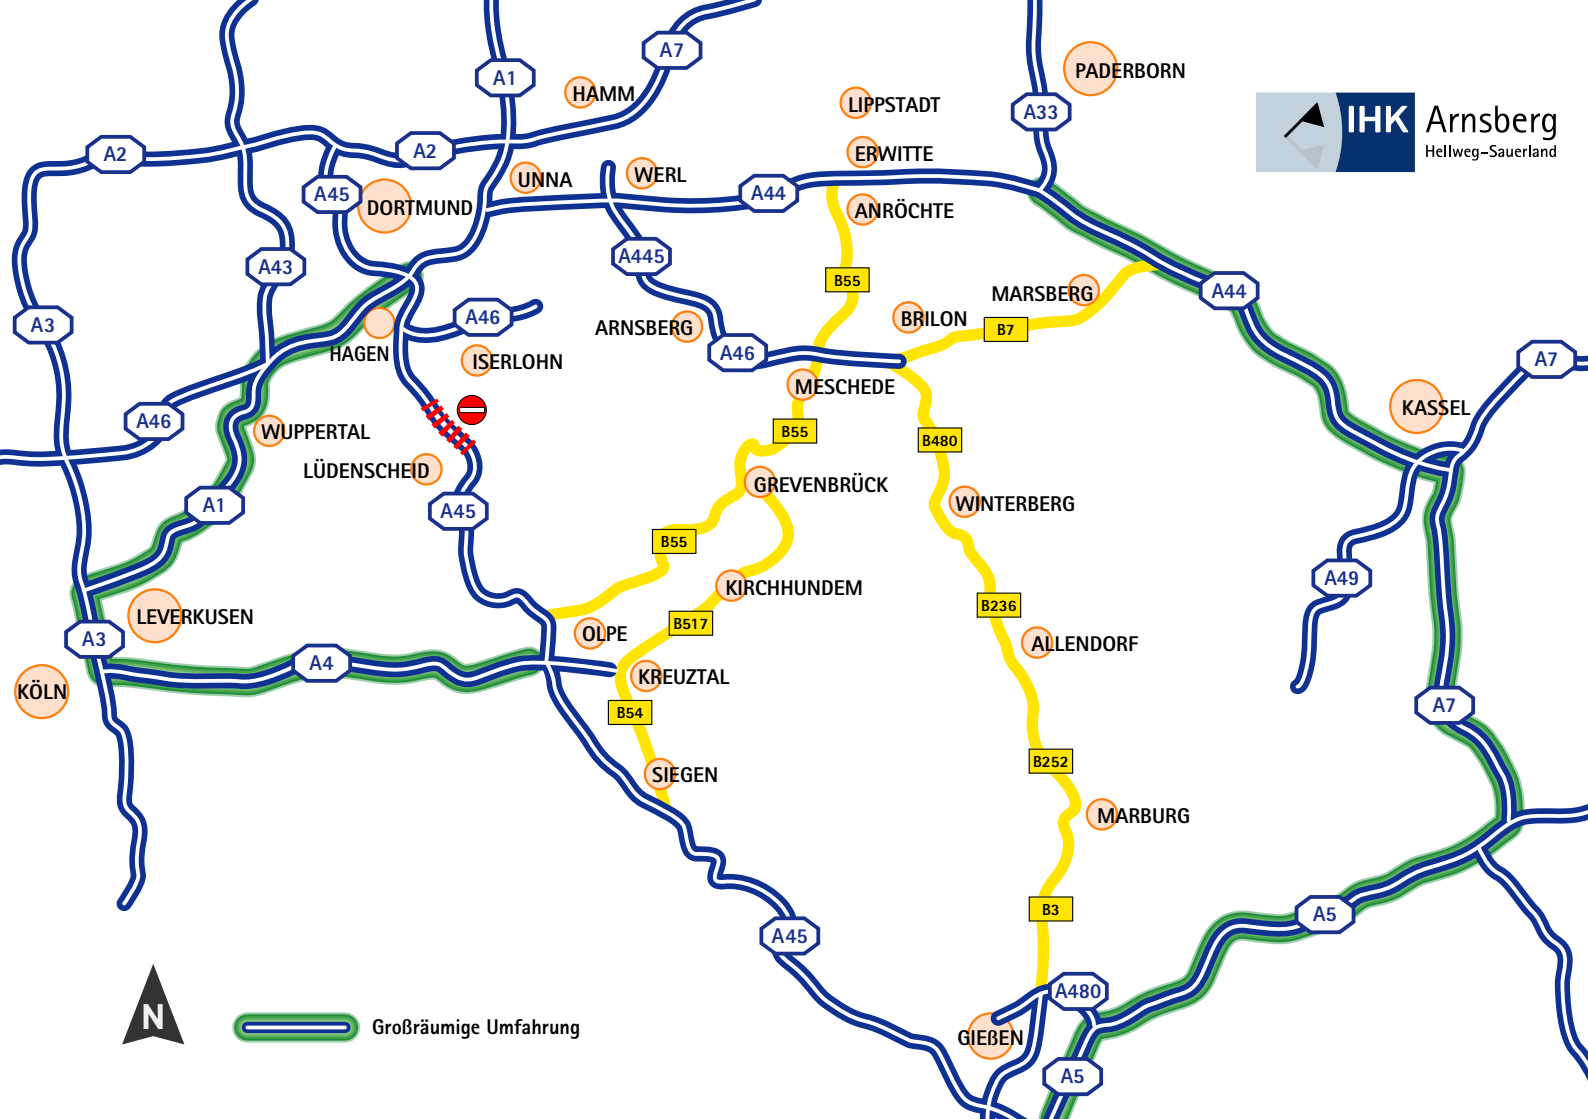 A7
A1
PADERBORN
HAMM
LIPPSTADT
A33
IHK Arnsberg
Hellweg-Sauerland
A2
A2
ERWITTE
UNNA
WERL
A45
A44
DORTMUND
ANRÖCHTE
A43
A445
B55
MARSBERG
A44
A3
A46
ARNSBERG
BRILON
B7
HAGEN
ISERLOHN
A46
A7
MESCHEDE
KASSEL
A46
WUPPERTAL
B55
B480
LÜDENSCHEID
GREVENBRÜCK
A1
A45
WINTERBERG
B55
A49
KIRCHHUNDEM
B236
LEVERKUSEN
B517
A3
OLPE
ALLENDORF
A4
KREUZTAL
KÖLN
B54
A7
B252
SIEGEN
MARBURG
B3
A5
A45
A480
N
Großräumige Umfahrung
GIEßEN
A5